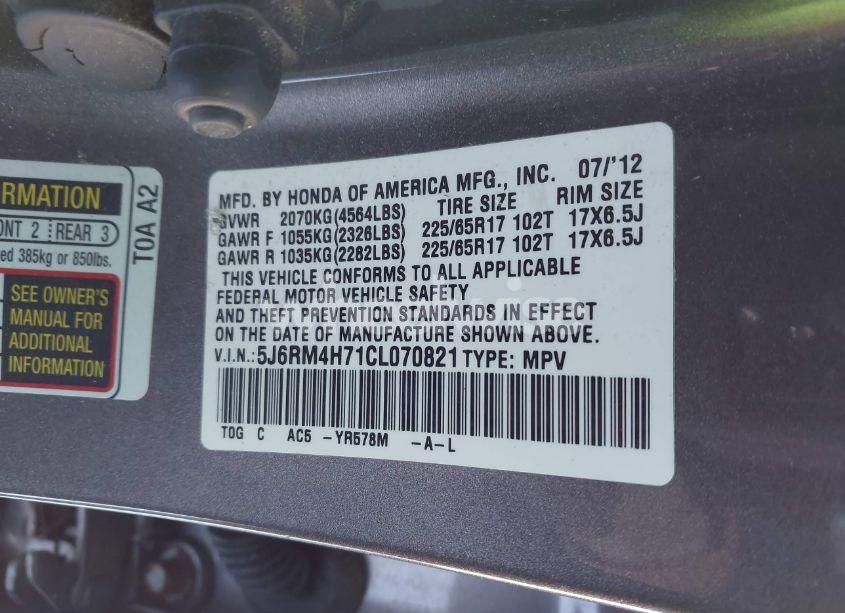 RMATION
ONT 2 REAR 3
ed 385kg or 850lbs.
SEE OWNER'S
MANUAL FOR
ADDITIONAL
INFORMATION
TOA A2
MFD. BY HONDA OF AMERICA MFG., INC. 07/'12
GVWR 2070KG(4564LBS) TIRE SIZE RIM SIZE
GAWR F 1055KG(2326LBS) 225/65R17 102T 17X6.5J
GAWR R 1035KG(2282LBS) 225/65R17 102T 17X6.5J
THIS VEHICLE CONFORMS TO ALL APPLICABLE
FEDERAL MOTOR VEHICLE SAFETY
AND THEFT PREVENTION STANDARDS IN EFFECT
ON THE DATE OF MANUFACTURE SHOWN ABOVE.
V.I.N.:5J6RM4H71CL070821 TYPE: MPV
TOG C AC5 -YR578M -A-L